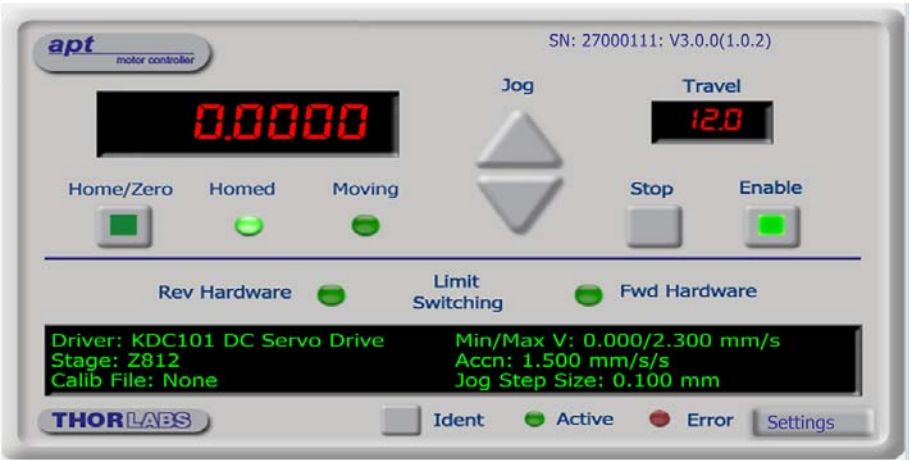 apt
motor controller
SN: 27000111: V3.0.0(1.0.2)
Jog
Travel
0.0000
12.0
Home/Zero Homed Moving
Stop Enable
Rev Hardware
Limit
Switching
Fwd Hardware
Driver: KDC101 DC Servo Drive
Stage: Z812
Calib File: None
Min/Max V: 0.000/2.300 mm/s
Accn: 1.500 mm/s/s
Jog Step Size: 0.100 mm
THORLABS
Ident Active Error Settings